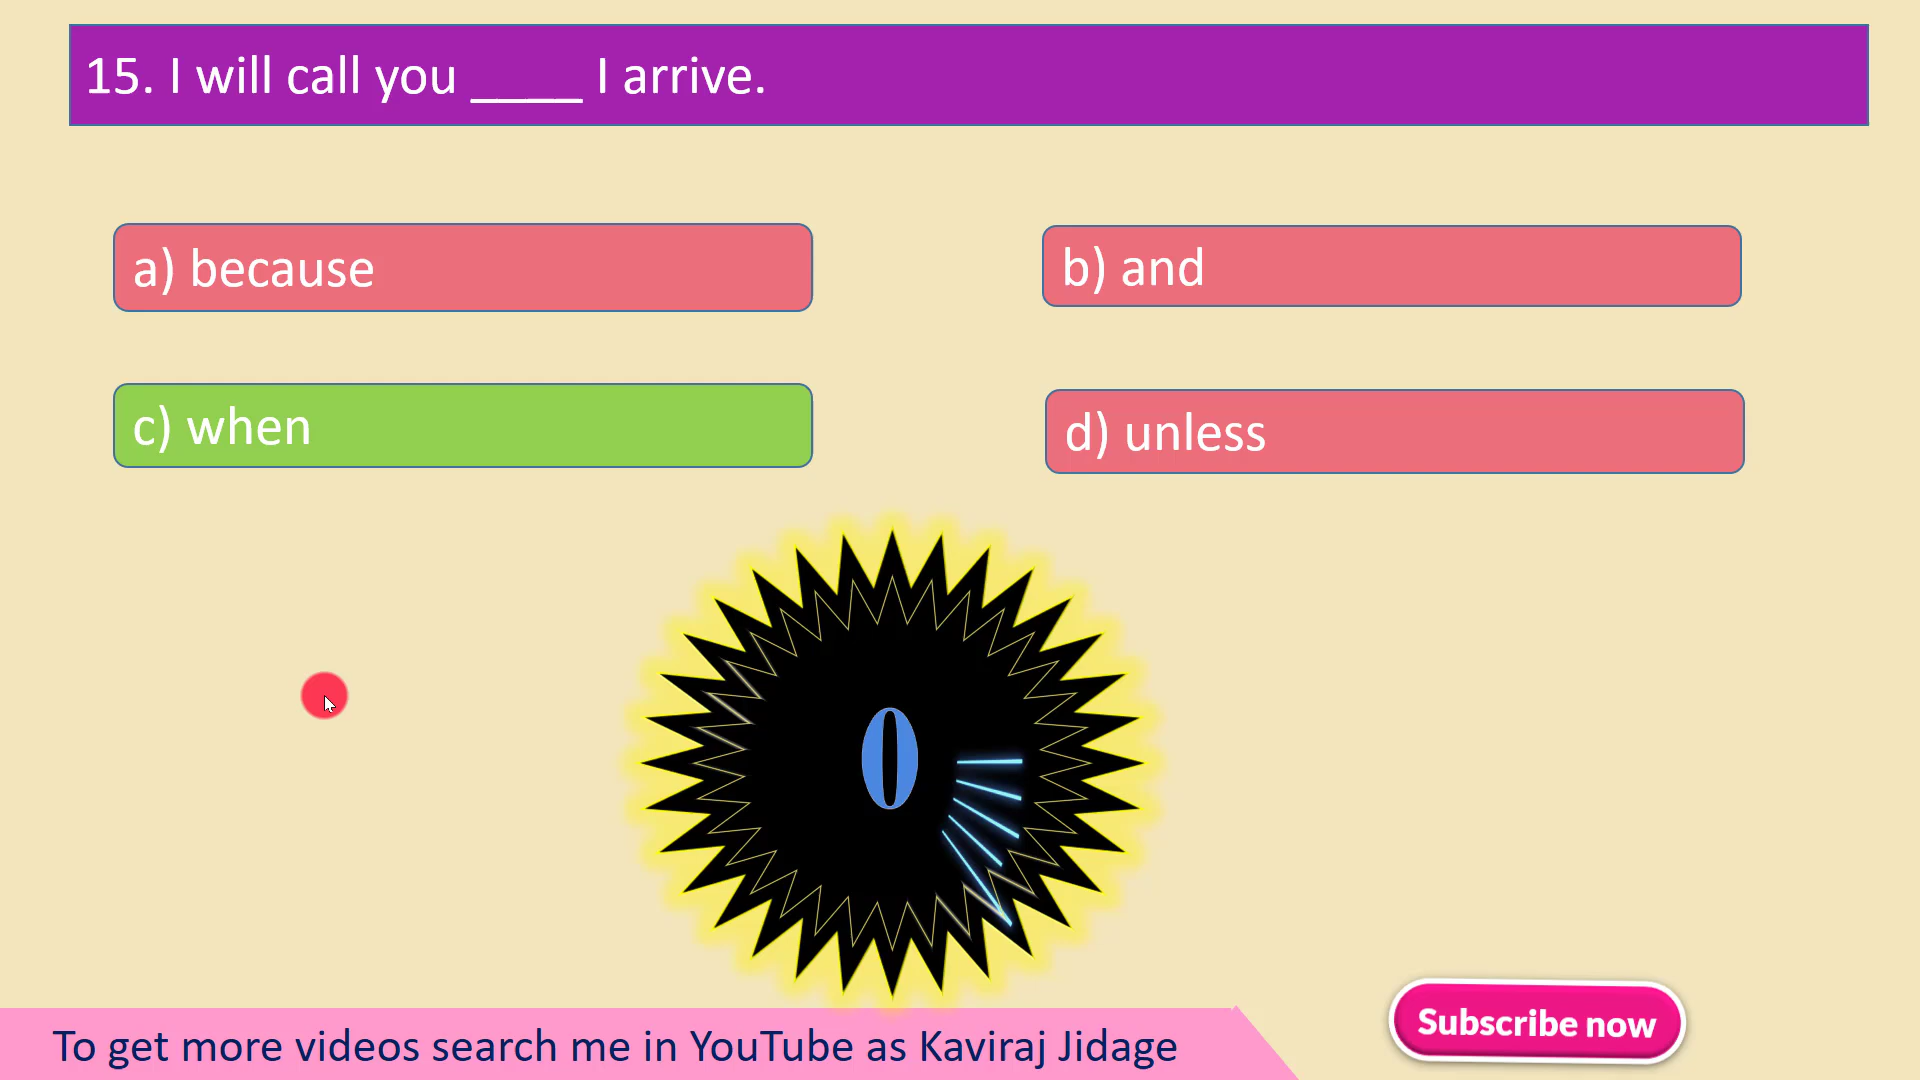 15. I will call you ____ I arrive.
a) because
b) and
c) when
d) unless
0
To get more videos search me in YouTube as Kaviraj Jidage
Subscribe now